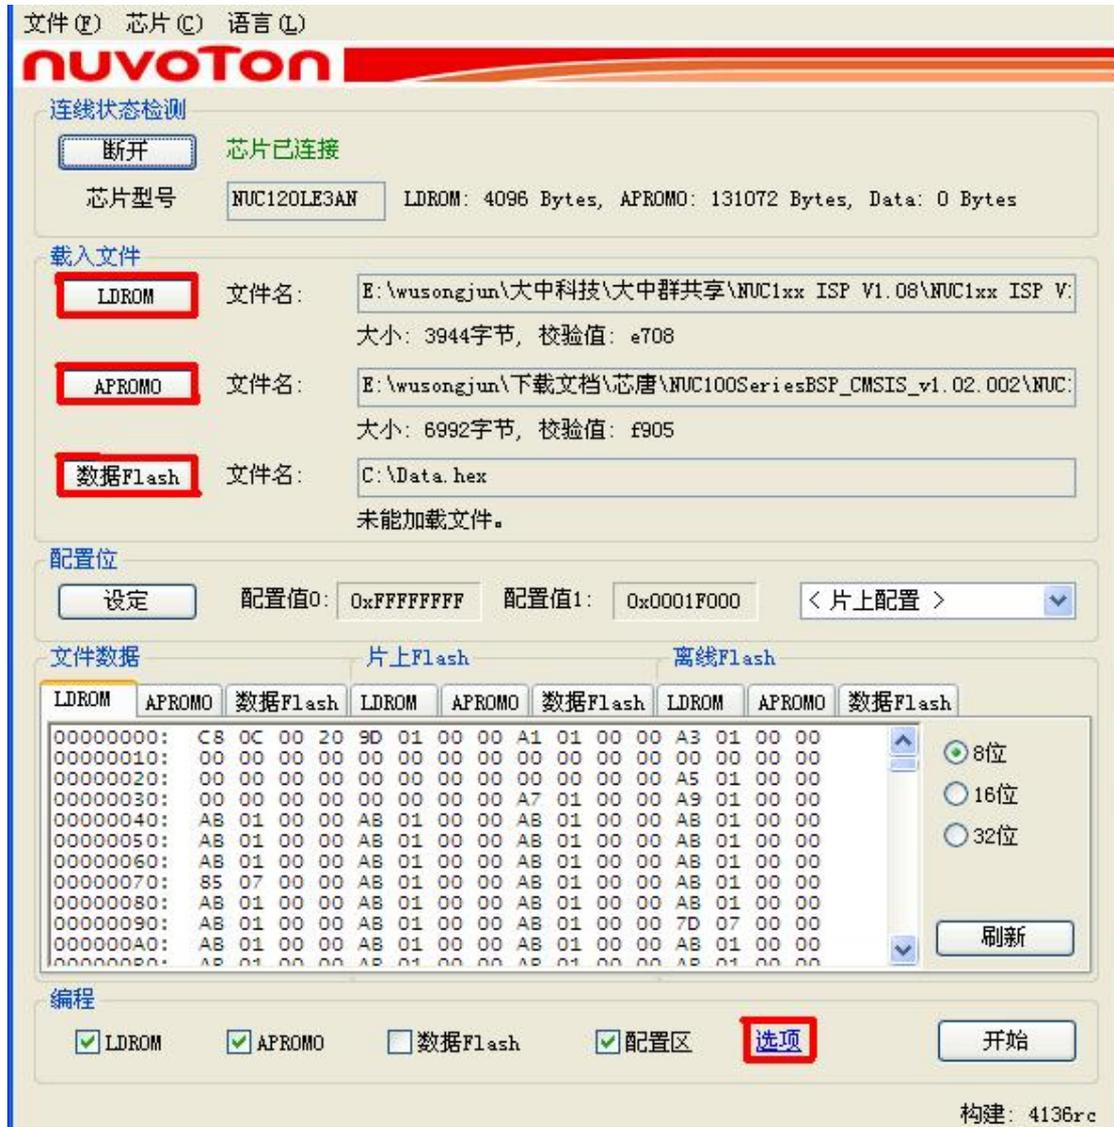 文件(F) 芯片(C) 语言(L)
nuvoTon
连线状态检测
断开 芯片已连接
芯片型号 NUC120LE3AN LDROM: 4096 Bytes, APROM0: 131072 Bytes, Data: 0 Bytes
载入文件
LDROM 文件名: E:\wusongjun\大中科技\大中群共享\NUC1xx ISP V1.08\NUC1xx ISP V
大小: 3944字节, 校验值: e708
APROM0 文件名: E:\wusongjun\下载文档\芯唐\NUC100SeriesBSP_CMSIS_v1.02.002\NUC
大小: 6992字节, 校验值: f905
数据Flash 文件名: C:\Data.hex
未能加载文件。
配置位
设定 配置值0: 0xFFFFFFFF 配置值1: 0x0001F000 < 片上配置 >
文件数据 片上Flash 离线Flash
LDROM APROM0 数据Flash LDROM APROM0 数据Flash LDROM APROM0 数据Flash
00000000: C8 0C 00 20 9D 01 00 00 A1 01 00 00 A3 01 00 00
00000010: 00 00 00 00 00 00 00 00 00 00 00 00 00 00 00 00
00000020: 00 00 00 00 00 00 00 00 00 00 00 00 A5 01 00 00
00000030: 00 00 00 00 00 00 00 00 A7 01 00 00 A9 01 00 00
00000040: AB 01 00 00 AB 01 00 00 AB 01 00 00 AB 01 00 00
00000050: AB 01 00 00 AB 01 00 00 AB 01 00 00 AB 01 00 00
00000060: AB 01 00 00 AB 01 00 00 AB 01 00 00 AB 01 00 00
00000070: 85 07 00 00 AB 01 00 00 AB 01 00 00 AB 01 00 00
00000080: AB 01 00 00 AB 01 00 00 AB 01 00 00 AB 01 00 00
00000090: AB 01 00 00 AB 01 00 00 AB 01 00 00 7D 07 00 00
000000A0: AB 01 00 00 AB 01 00 00 AB 01 00 00 AB 01 00 00
000000B0: AB 01 00 00 AB 01 00 00 AB 01 00 00 AB 01 00 00
8位
16位
32位
刷新
编程
LDROM APROM0 数据Flash 配置区 选项 开始
构建: 4136rc